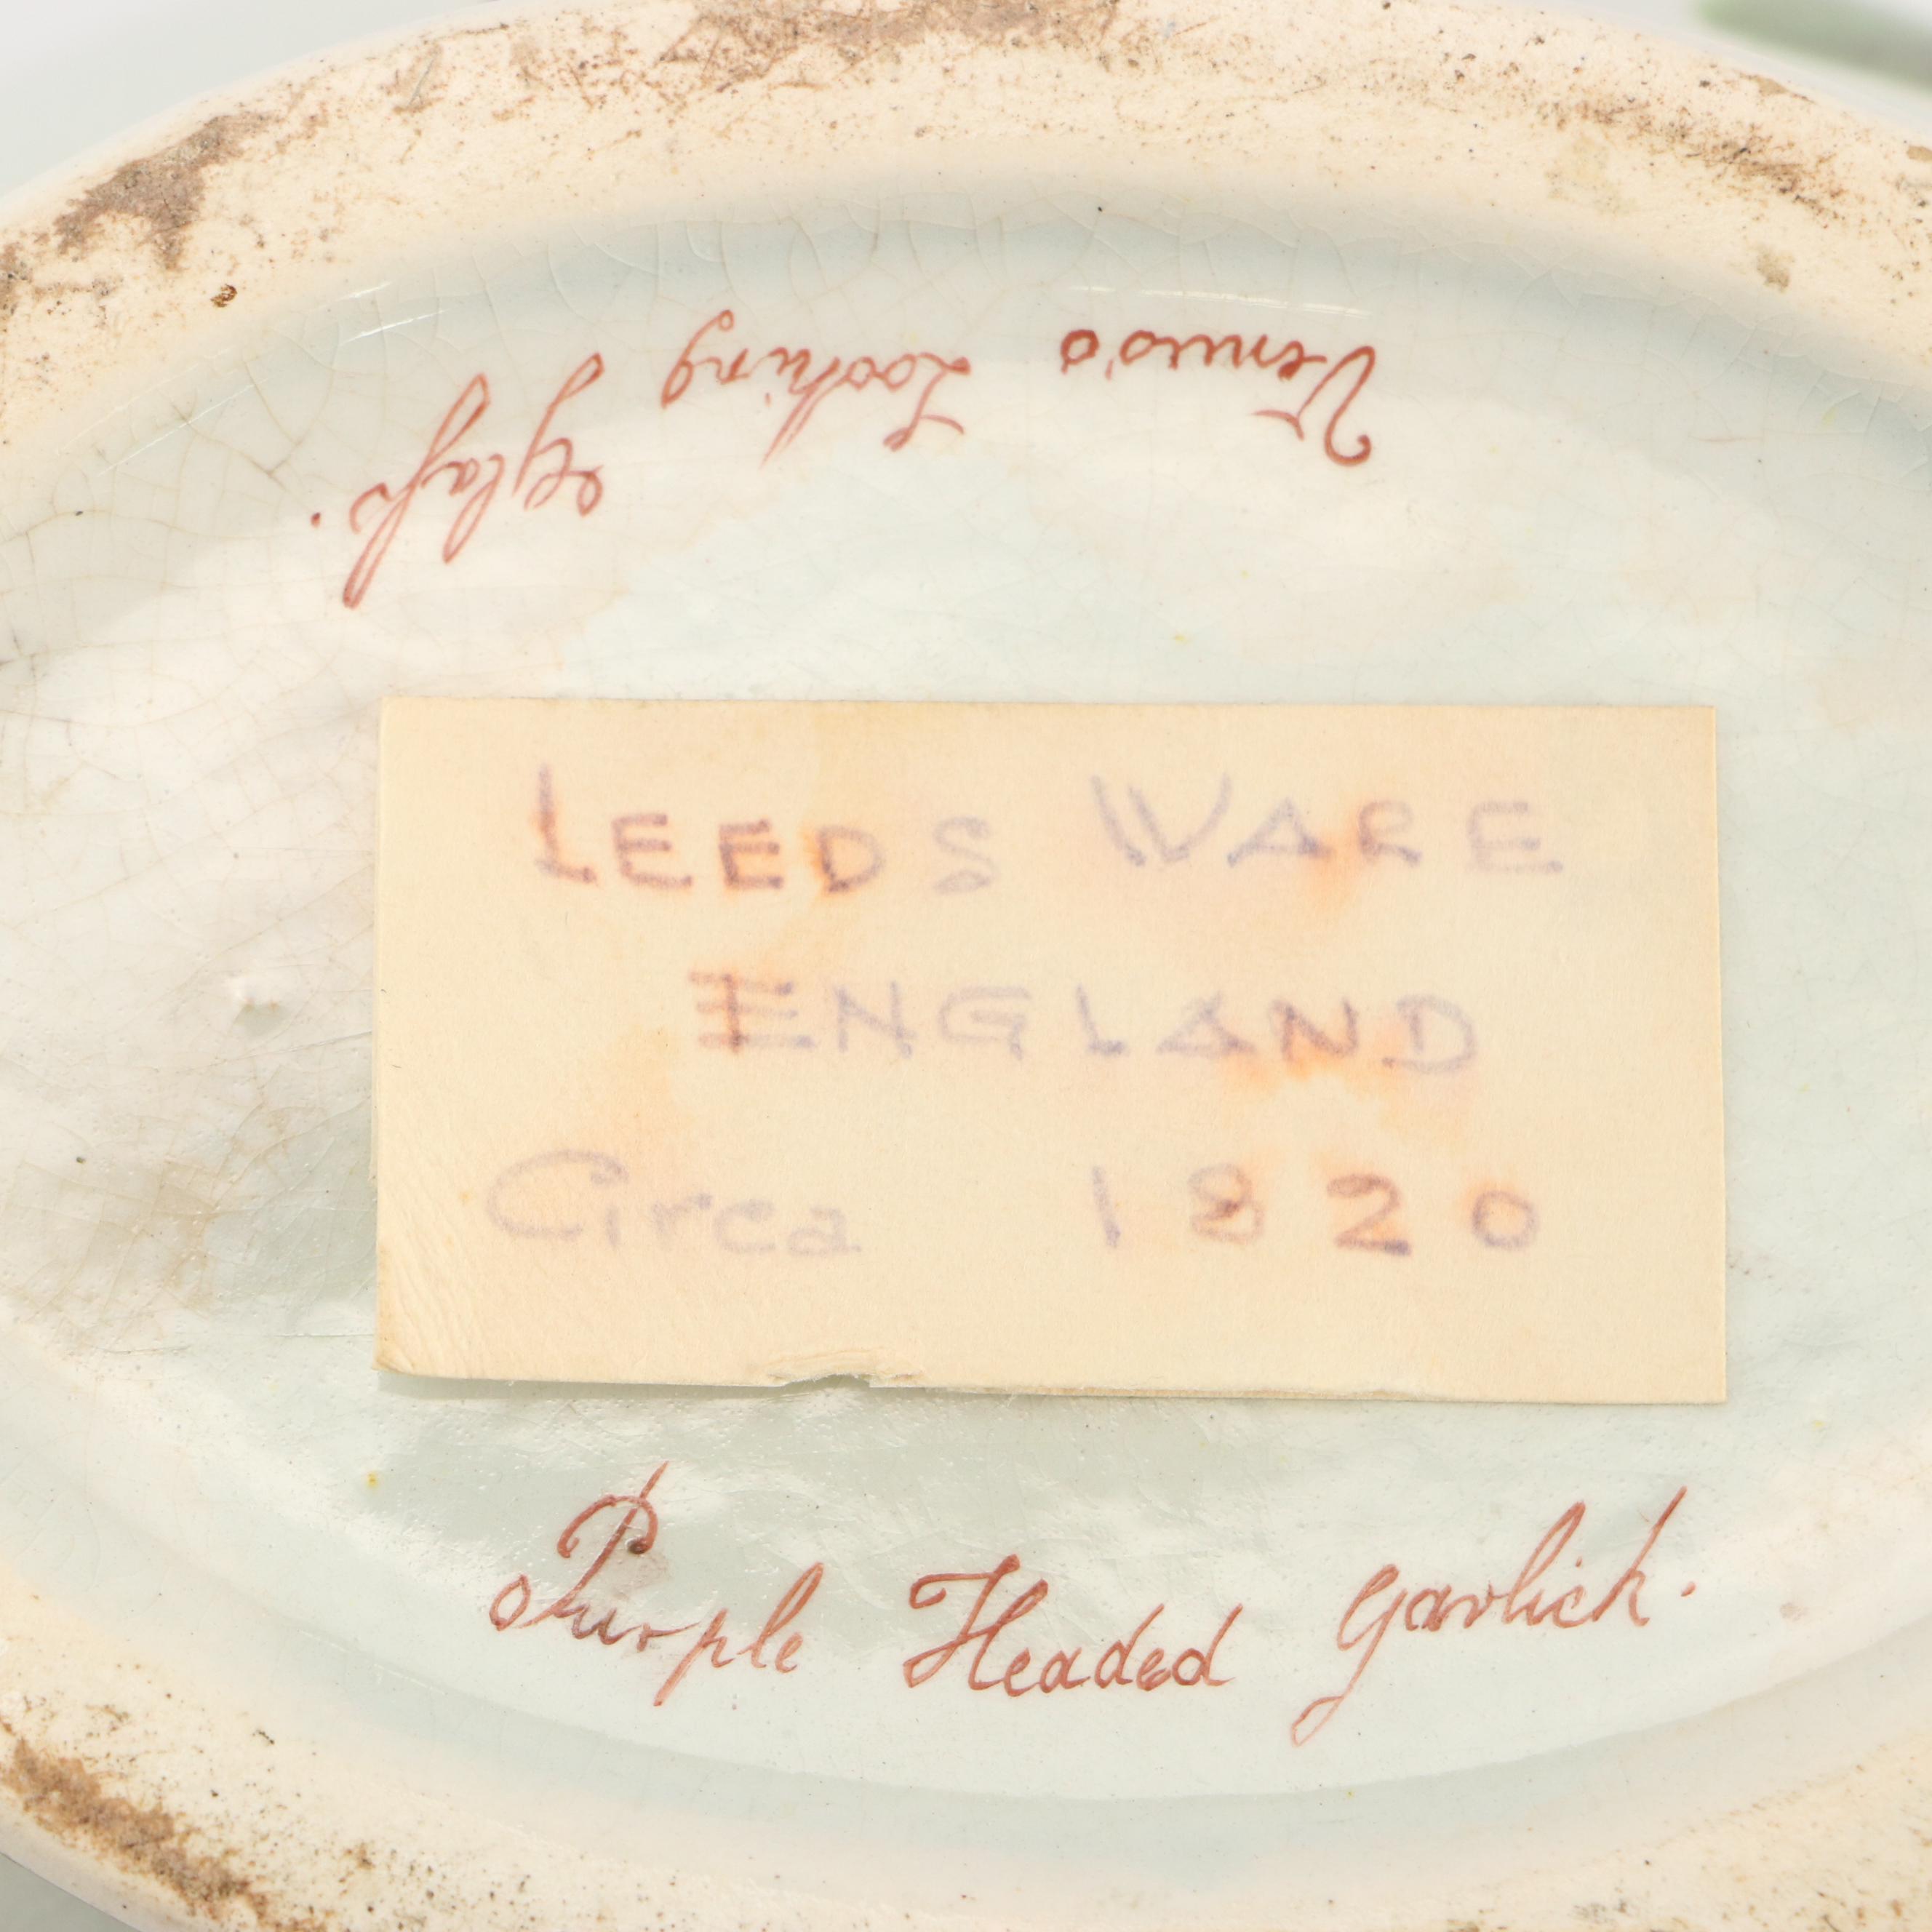 Venus's Looking Glaſs.
LEEDS WARE
ENGLAND
Circa 1820
Purple Headed Garlick.